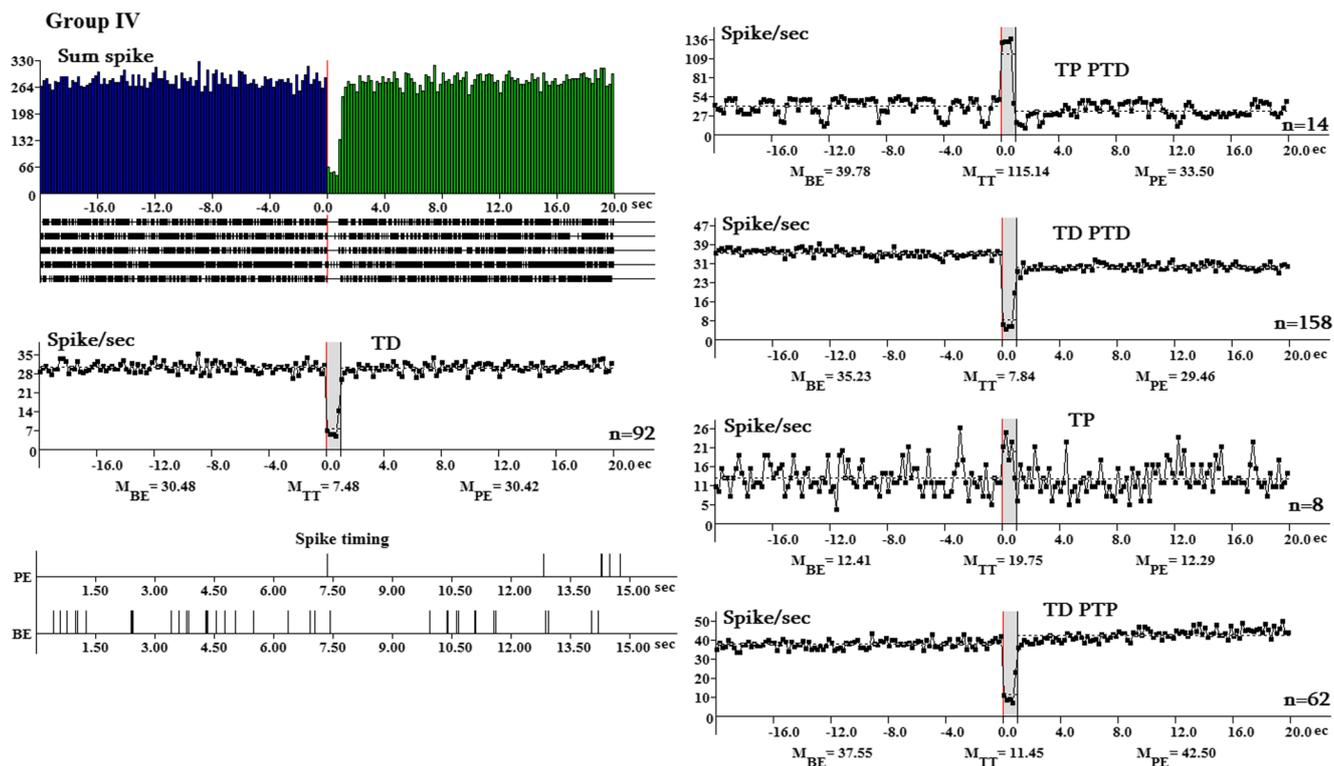 Group IV
Sum spike
330
264
198
132
66
0
-16.0 -12.0 -8.0 -4.0 0.0 4.0 8.0 12.0 16.0 20.0 sec
Spike/sec TD
35
28
21
14
7
0
n=92
-16.0 -12.0 -8.0 -4.0 0.0 4.0 8.0 12.0 16.0 20.0 ec
MBE= 30.48 MTT= 7.48 MPE= 30.42
Spike timing
PE
1.50 3.00 4.50 6.00 7.50 9.00 10.50 12.00 13.50 15.00 sec
BE
1.50 3.00 4.50 6.00 7.50 9.00 10.50 12.00 13.50 15.00 sec
Spike/sec
TP PTD
136
109
81
54
27
0
n=14
-16.0 -12.0 -8.0 -4.0 0.0 4.0 8.0 12.0 16.0 20.0 ec
MBE= 39.78 MTT= 115.14 MPE= 33.50
Spike/sec TD PTD
47
39
31
23
16
8
0
n=158
-16.0 -12.0 -8.0 -4.0 0.0 4.0 8.0 12.0 16.0 20.0 ec
MBE= 35.23 MTT= 7.84 MPE= 29.46
Spike/sec TP
26
21
16
11
5
0
n=8
-16.0 -12.0 -8.0 -4.0 0.0 4.0 8.0 12.0 16.0 20.0 ec
MBE= 12.41 MTT= 19.75 MPE= 12.29
Spike/sec TD PTP
50
40
30
20
10
0
n=62
-16.0 -12.0 -8.0 -4.0 0.0 4.0 8.0 12.0 16.0 20.0 ec
MBE= 37.55 MTT= 11.45 MPE= 42.50